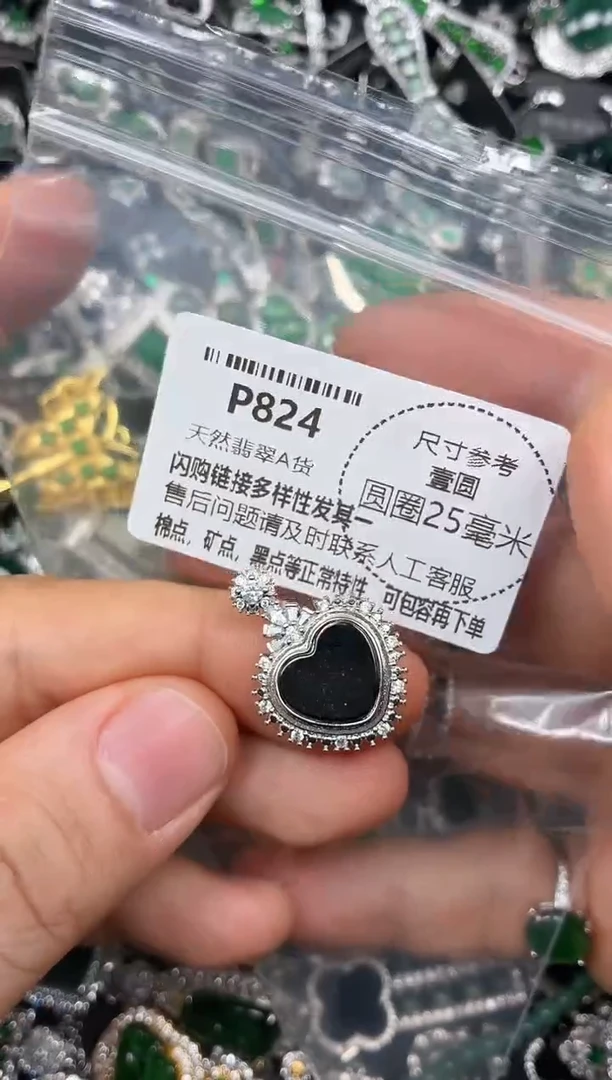 P824
天然翡翠A货
闪购链接多样性发其一
售后问题请及时联系人工客服
棉点，矿点，黑点等正常特性，可包容再下单
尺寸参考
壹圆
圆圈25毫米